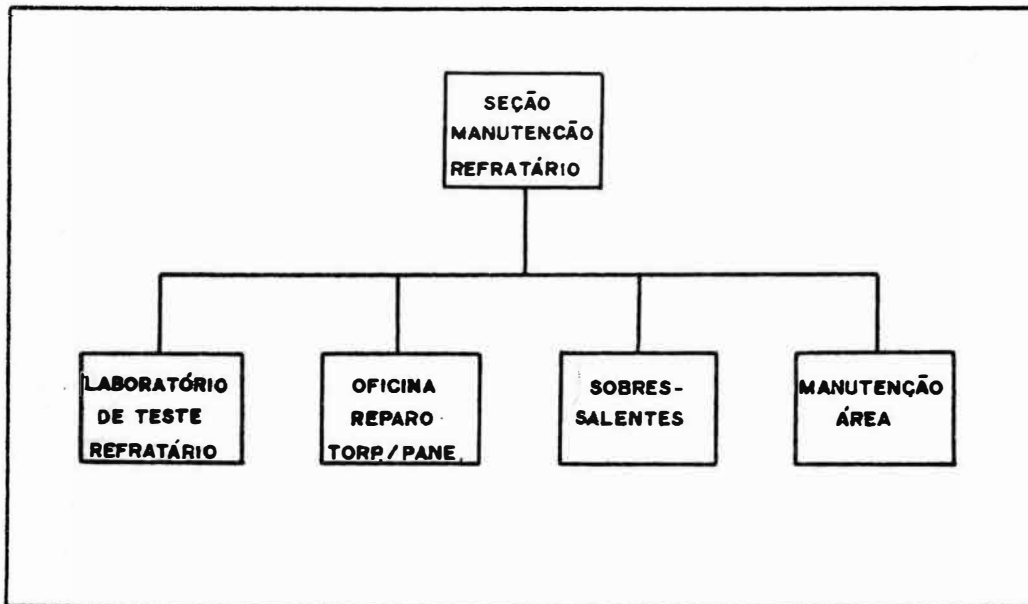 SEÇÃO
MANUTENCÃO
REFRATÁRIO
LABORATÓRIO
DE TESTE
REFRATÁRIO
OFICINA
REPARO
TORP./PANE.
SOBRES-
SALENTES
MANUTENÇÃO
ÁREA